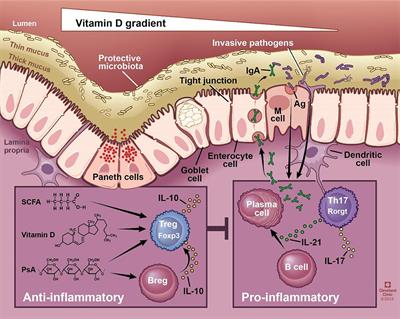 Lumen
Vitamin D gradient
Thin mucus
Thick mucus
Protective
microbiota
Invasive pathogens
IgA
Tight junction
M
cell
Ag
Lamina
propria
Paneth cells
Goblet
cell
Enterocyte
cell
Dendritic
cell
SCFA
Vitamin D
PsA
IL-10
Treg
Foxp3
Breg
IL-10
Anti-inflammatory
Plasma
cell
Th17
Rorgt
IL-21
IL-17
B cell
Pro-inflammatory
Cleveland
Clinic